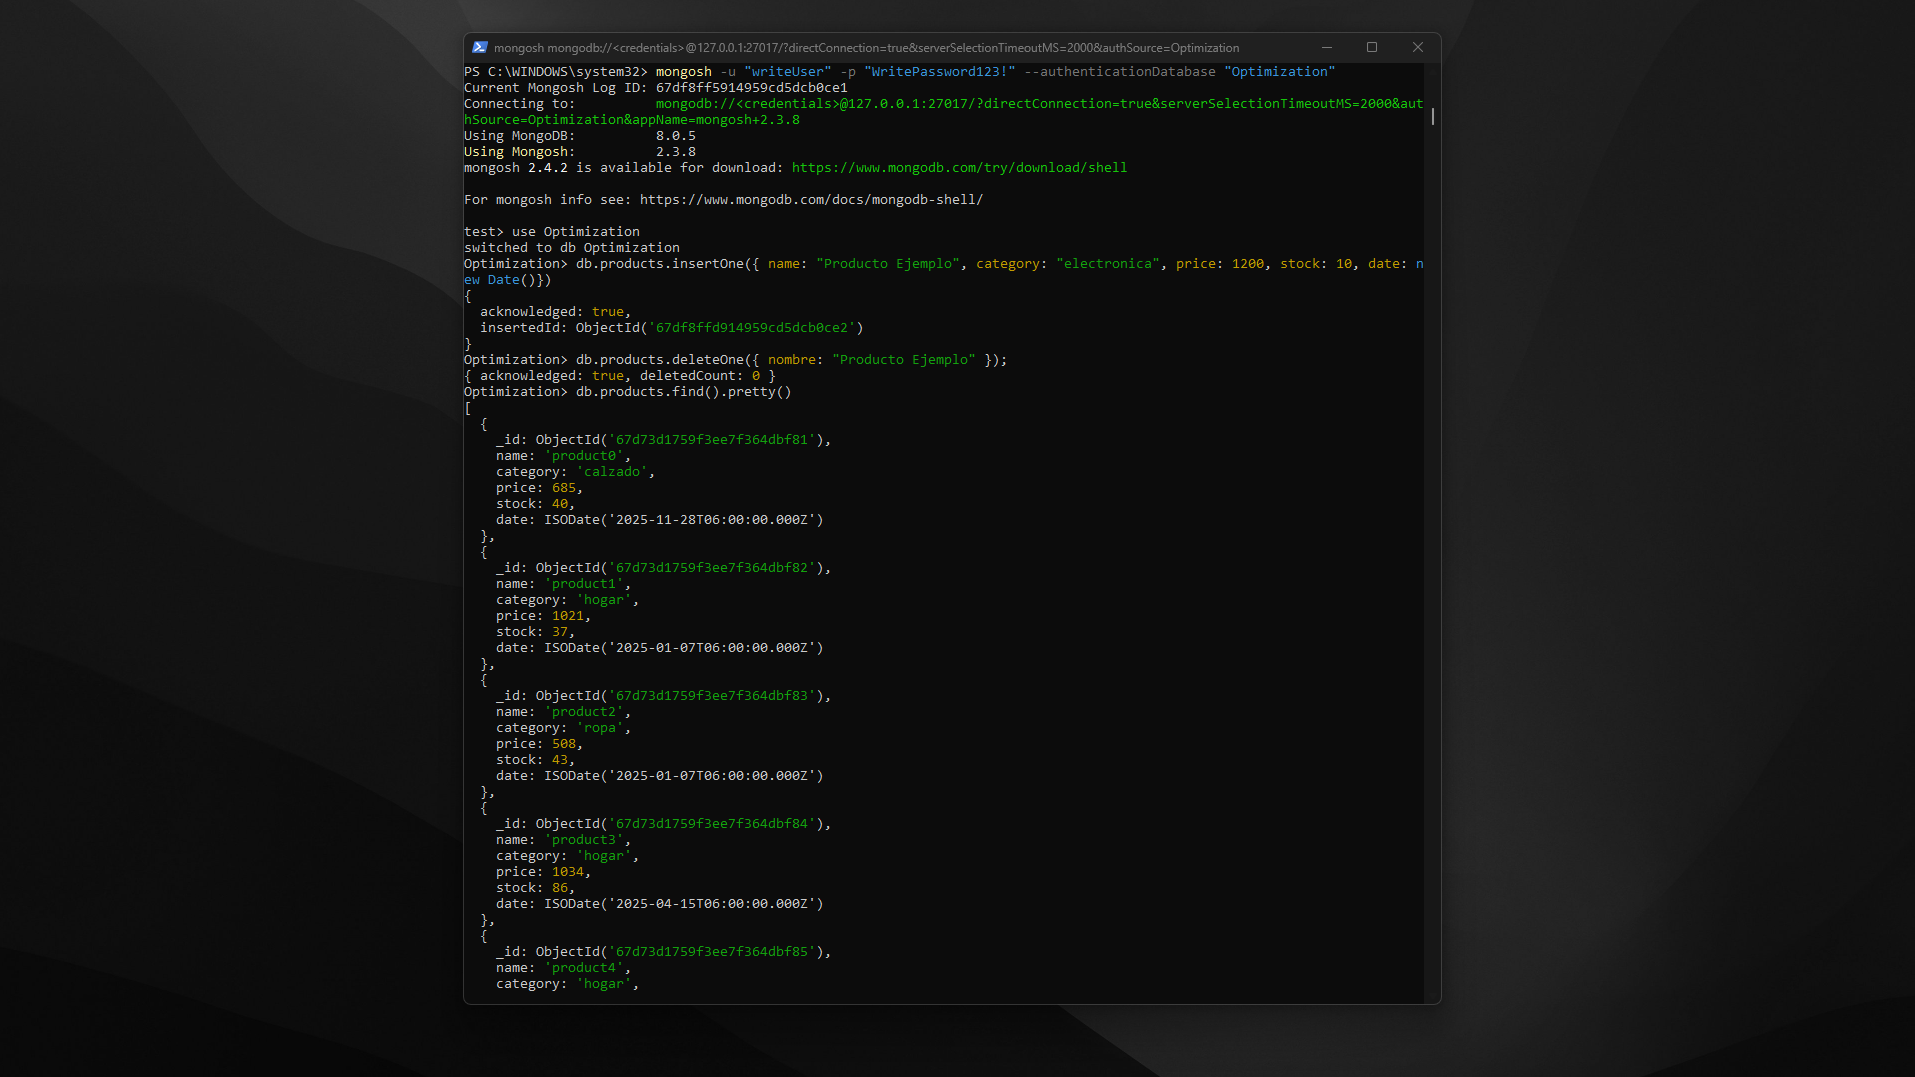 mongosh mongodb://<credentials>@127.0.0.1:27017/?directConnection=true&serverSelectionTimeoutMS=2000&authSource=Optimization
PS C:\WINDOWS\system32> mongosh -u "writeUser" -p "WritePassword123!" --authenticationDatabase "Optimization"
Current Mongosh Log ID: 67df8ff5914959cd5dcb0ce1
Connecting to:          mongodb://<credentials>@127.0.0.1:27017/?directConnection=true&serverSelectionTimeoutMS=2000&aut
hSource=Optimization&appName=mongosh+2.3.8
Using MongoDB:          8.0.5
Using Mongosh:          2.3.8
mongosh 2.4.2 is available for download: https://www.mongodb.com/try/download/shell
For mongosh info see: https://www.mongodb.com/docs/mongodb-shell/
test> use Optimization
switched to db Optimization
Optimization> db.products.insertOne({ name: "Producto Ejemplo", category: "electronica", price: 1200, stock: 10, date: n
ew Date()})
{
  acknowledged: true,
  insertedId: ObjectId('67df8ffd914959cd5dcb0ce2')
}
Optimization> db.products.deleteOne({ nombre: "Producto Ejemplo" });
{ acknowledged: true, deletedCount: 0 }
Optimization> db.products.find().pretty()
[
  {
    _id: ObjectId('67d73d1759f3ee7f364dbf81'),
    name: 'product0',
    category: 'calzado',
    price: 685,
    stock: 40,
    date: ISODate('2025-11-28T06:00:00.000Z')
  },
  {
    _id: ObjectId('67d73d1759f3ee7f364dbf82'),
    name: 'product1',
    category: 'hogar',
    price: 1021,
    stock: 37,
    date: ISODate('2025-01-07T06:00:00.000Z')
  },
  {
    _id: ObjectId('67d73d1759f3ee7f364dbf83'),
    name: 'product2',
    category: 'ropa',
    price: 508,
    stock: 43,
    date: ISODate('2025-01-07T06:00:00.000Z')
  },
  {
    _id: ObjectId('67d73d1759f3ee7f364dbf84'),
    name: 'product3',
    category: 'hogar',
    price: 1034,
    stock: 86,
    date: ISODate('2025-04-15T06:00:00.000Z')
  },
  {
    _id: ObjectId('67d73d1759f3ee7f364dbf85'),
    name: 'product4',
    category: 'hogar',